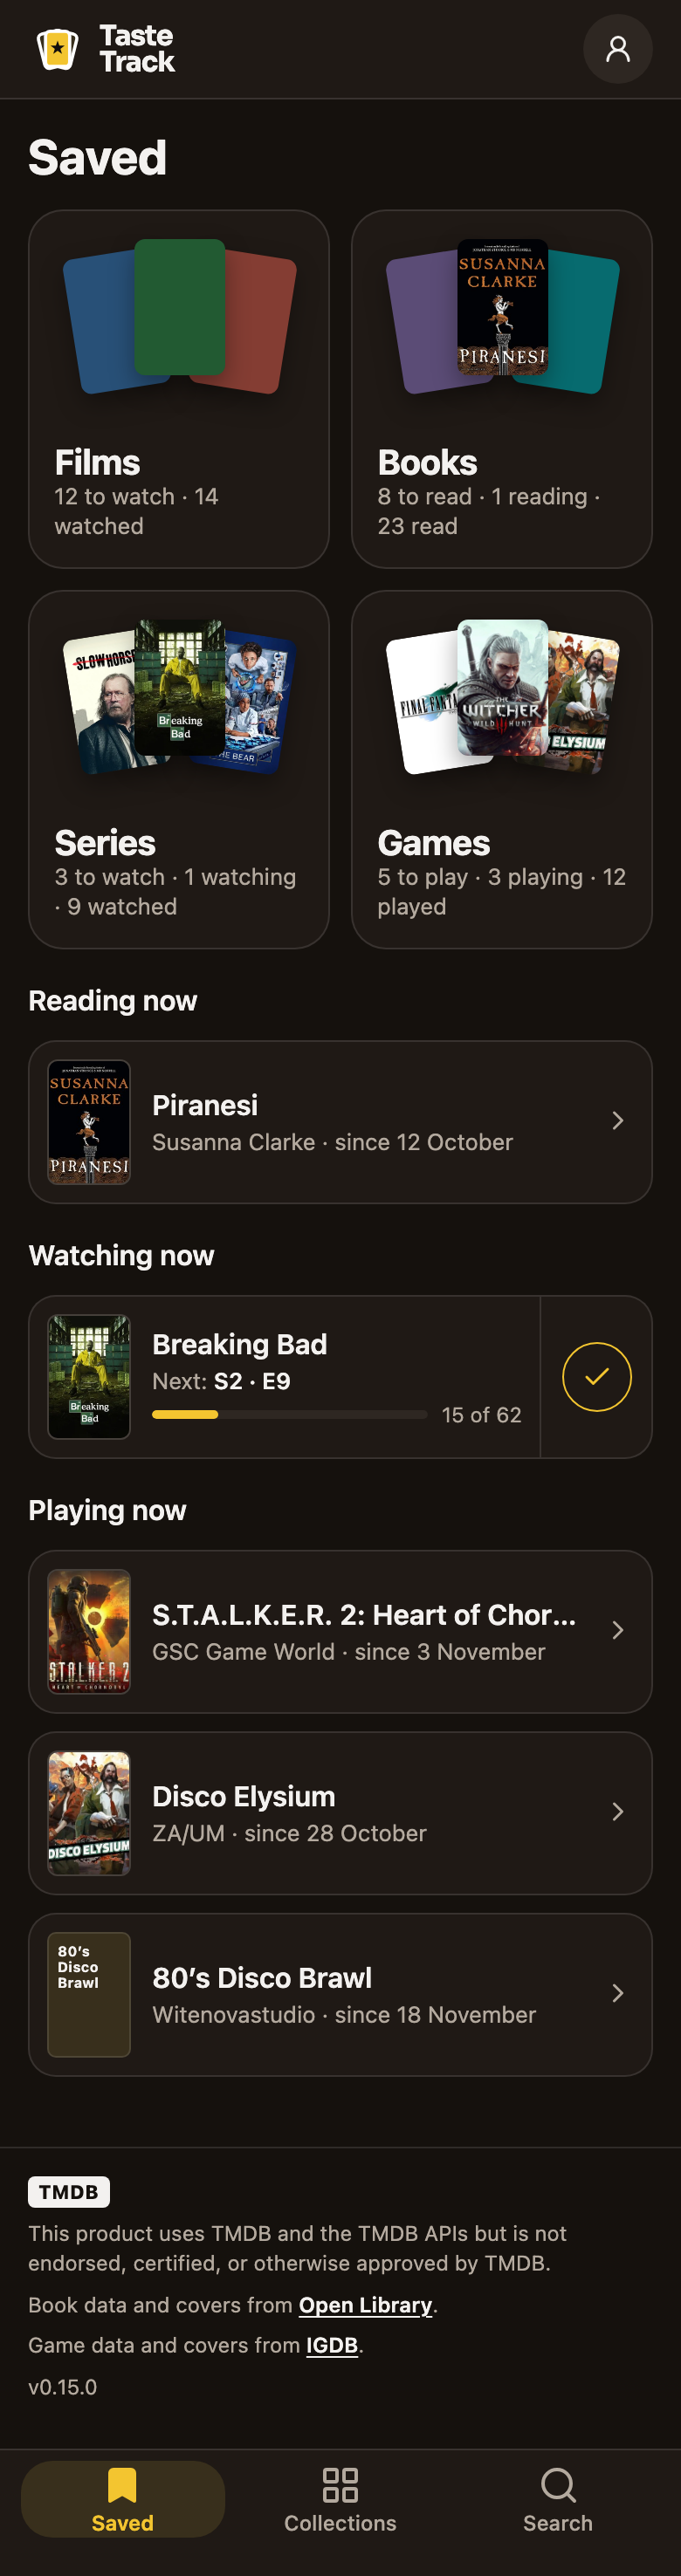 Taste
Track
Saved
SUSANNA
CLARKE
PIRANESI
Films
12 to watch · 14
watched
Books
8 to read · 1 reading ·
23 read
SLOW HORSE
Breaking
Bad
THE BEAR
FINAL FANTA
THE
WITCHER
WILD HUNT
ELYSIUM
Series
3 to watch · 1 watching
· 9 watched
Games
5 to play · 3 playing · 12
played
Reading now
SUSANNA
CLARKE
PIRANESI
Piranesi
Susanna Clarke · since 12 October
Watching now
Breaking
Bad
Breaking Bad
Next: S2 · E9
15 of 62
Playing now
S.T.A.L.K.E.R. 2
HEART OF CHORNOBYL
S.T.A.L.K.E.R. 2: Heart of Chor...
GSC Game World · since 3 November
DISCO ELYSIUM
Disco Elysium
ZA/UM · since 28 October
80's
Disco
Brawl
80's Disco Brawl
Witenovastudio · since 18 November
TMDB
This product uses TMDB and the TMDB APIs but is not
endorsed, certified, or otherwise approved by TMDB.
Book data and covers from Open Library.
Game data and covers from IGDB.
v0.15.0
Saved
Collections
Search